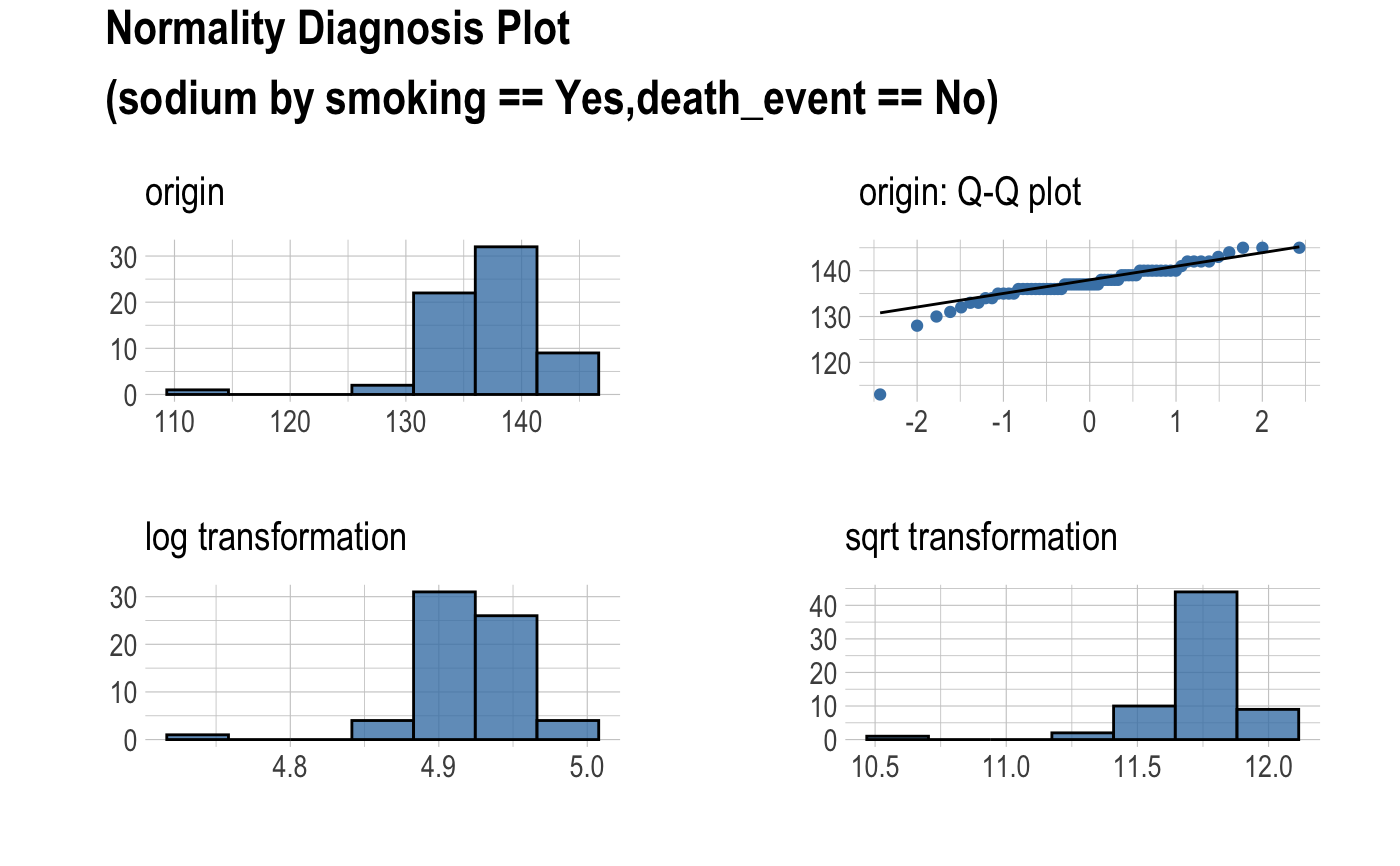 Normality Diagnosis Plot
(sodium by smoking == Yes,death_event == No)
origin
30
20
10
0
110 120 130 140
origin: Q-Q plot
140
130
120
-2 -1 0 1 2
log transformation
30
20
10
0
4.8 4.9 5.0
sqrt transformation
40
30
20
10
0
10.5 11.0 11.5 12.0